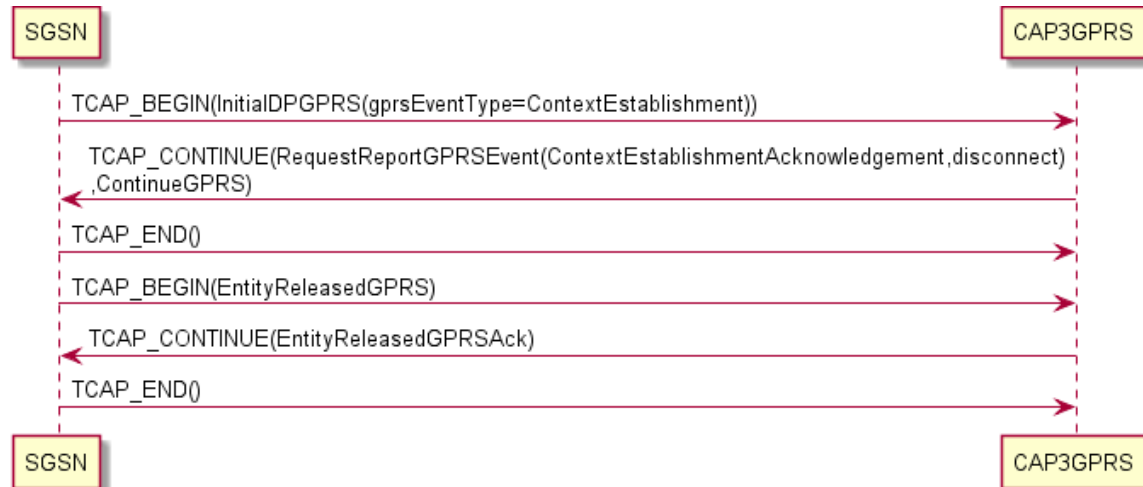 SGSN
CAP3GPRS
TCAP_BEGIN(InitialDPGPRS(gprsEventType=ContextEstablishment))
TCAP_CONTINUE(RequestReportGPRSEvent(ContextEstablishmentAcknowledgement,disconnect)
,ContinueGPRS)
TCAP_END()
TCAP_BEGIN(EntityReleasedGPRS)
TCAP_CONTINUE(EntityReleasedGPRSAck)
TCAP_END()
SGSN
CAP3GPRS